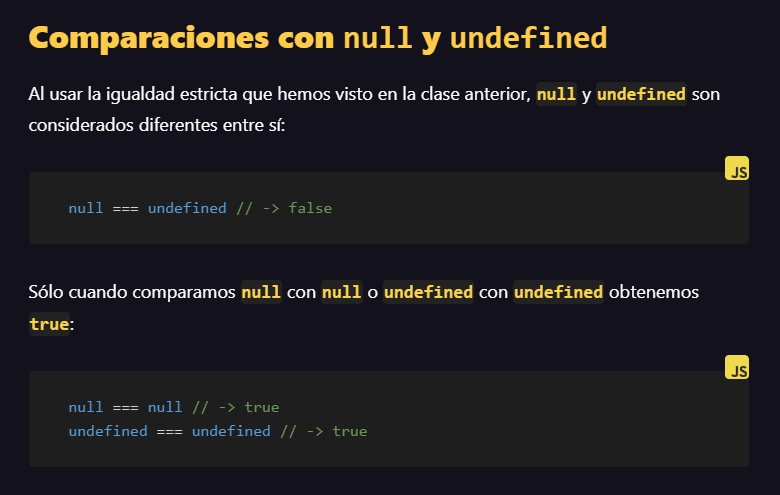 Comparaciones con null y undefined
Al usar la igualdad estricta que hemos visto en la clase anterior, null y undefined son
considerados diferentes entre sí:
JS
null === undefined // -> false
Sólo cuando comparamos null con null o undefined con undefined obtenemos
true:
JS
null === null // -> true
undefined === undefined // -> true